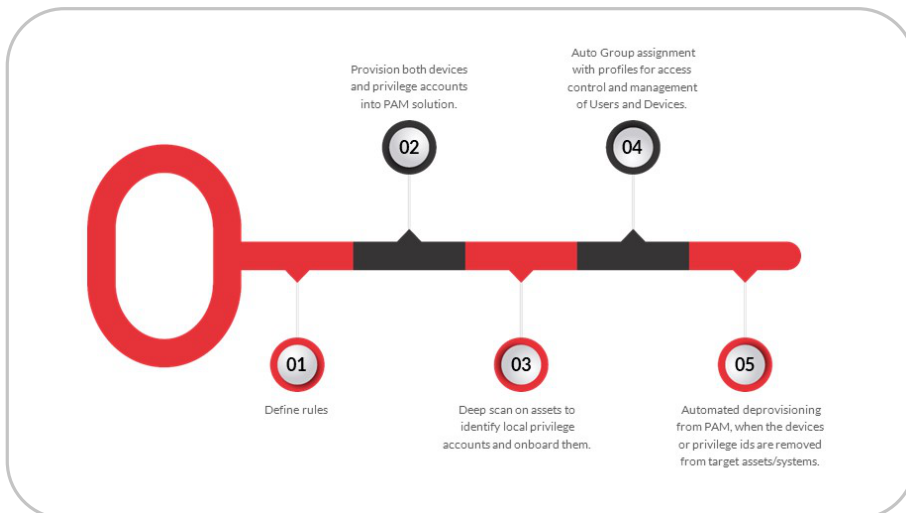 01
Define rules
02
Provision both devices
and privilege accounts
into PAM solution.
03
Deep scan on assets to
identify local privilege
accounts and onboard them.
04
Auto Group assignment
with profiles for access
control and management
of Users and Devices.
05
Automated deprovisioning
from PAM, when the devices
or privilege ids are removed
from target assets/systems.